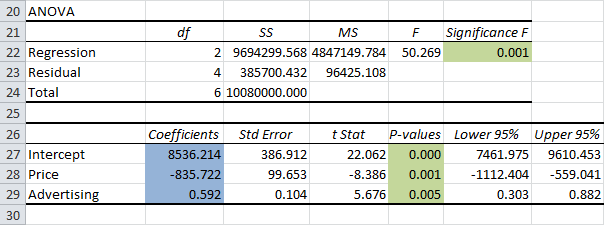 20 ANOVA
21 df SS MS F Significance F
22 Regression 2 9694299.568 4847149.784 50.269 0.001
23 Residual 4 385700.432 96425.108
24 Total 6 10080000.000
25
26 Coefficients Std Error t Stat P-values Lower 95% Upper 95%
27 Intercept 8536.214 386.912 22.062 0.000 7461.975 9610.453
28 Price -835.722 99.653 -8.386 0.001 -1112.404 -559.041
29 Advertising 0.592 0.104 5.676 0.005 0.303 0.882
30